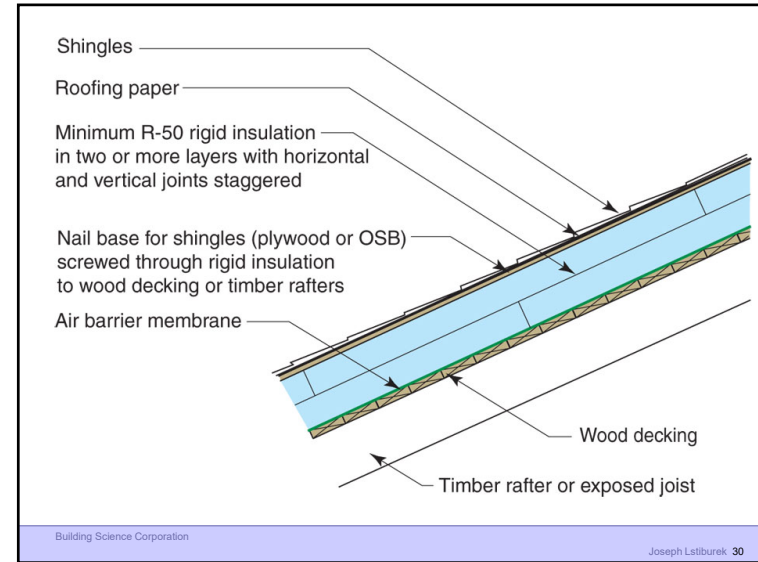 Shingles
Roofing paper
Minimum R-50 rigid insulation
in two or more layers with horizontal
and vertical joints staggered
Nail base for shingles (plywood or OSB)
screwed through rigid insulation
to wood decking or timber rafters
Air barrier membrane
Wood decking
Timber rafter or exposed joist
Building Science Corporation
Joseph Lstiburek 30